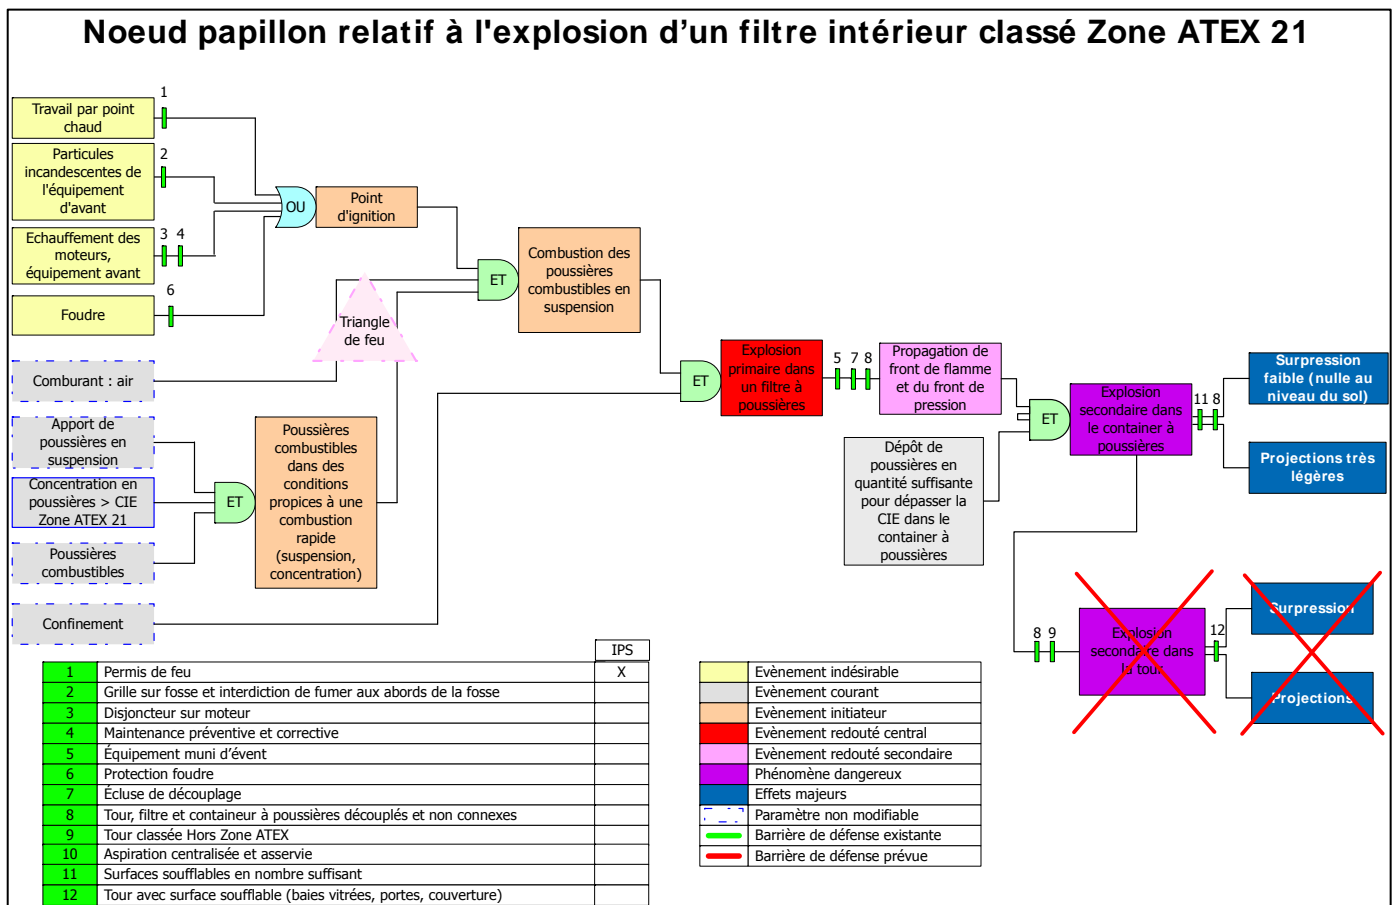 Noeud papillon relatif à l'explosion d'un filtre intérieur classé Zone ATEX 21
Travail par point
chaud
1
Particules
incandescentes de
l'équipement
d'avant
2
Echauffement des
moteurs,
équipement avant
3
4
Foudre
6
OU
Point
d'ignition
Comburant : air
Triangle
de feu
ET
Combustion des
poussières
combustibles en
suspension
Apport de
poussières en
suspension
Concentration en
poussières > CIE
Zone ATEX 21
Poussières
combustibles
ET
Poussières
combustibles
dans des
conditions
propices à une
combustion
rapide
(suspension,
concentration)
Confinement
ET
Explosion
primaire dans
un filtre à
poussières
5
7
8
Propagation de
front de flamme
et du front de
pression
Dépôt de
poussières en
quantité suffisante
pour dépasser la
CIE dans le
container à
poussières
ET
Explosion
secondaire dans
le container à
poussières
11
8
Surpression
faible (nulle au
niveau du sol)
Projections très
légères
8
9
Explosion
secondaire dans
la tour
12
Surpression
Projections
IPS
1 Permis de feu X
2 Grille sur fosse et interdiction de fumer aux abords de la fosse
3 Disjoncteur sur moteur
4 Maintenance préventive et corrective
5 Équipement muni d'évent
6 Protection foudre
7 Écluse de découplage
8 Tour, filtre et containeur à poussières découplés et non connexes
9 Tour classée Hors Zone ATEX
10 Aspiration centralisée et asservie
11 Surfaces soufflables en nombre suffisant
12 Tour avec surface soufflable (baies vitrées, portes, couverture)
Evènement indésirable
Evènement courant
Evènement initiateur
Evènement redouté central
Evènement redouté secondaire
Phénomène dangereux
Effets majeurs
Paramètre non modifiable
Barrière de défense existante
Barrière de défense prévue